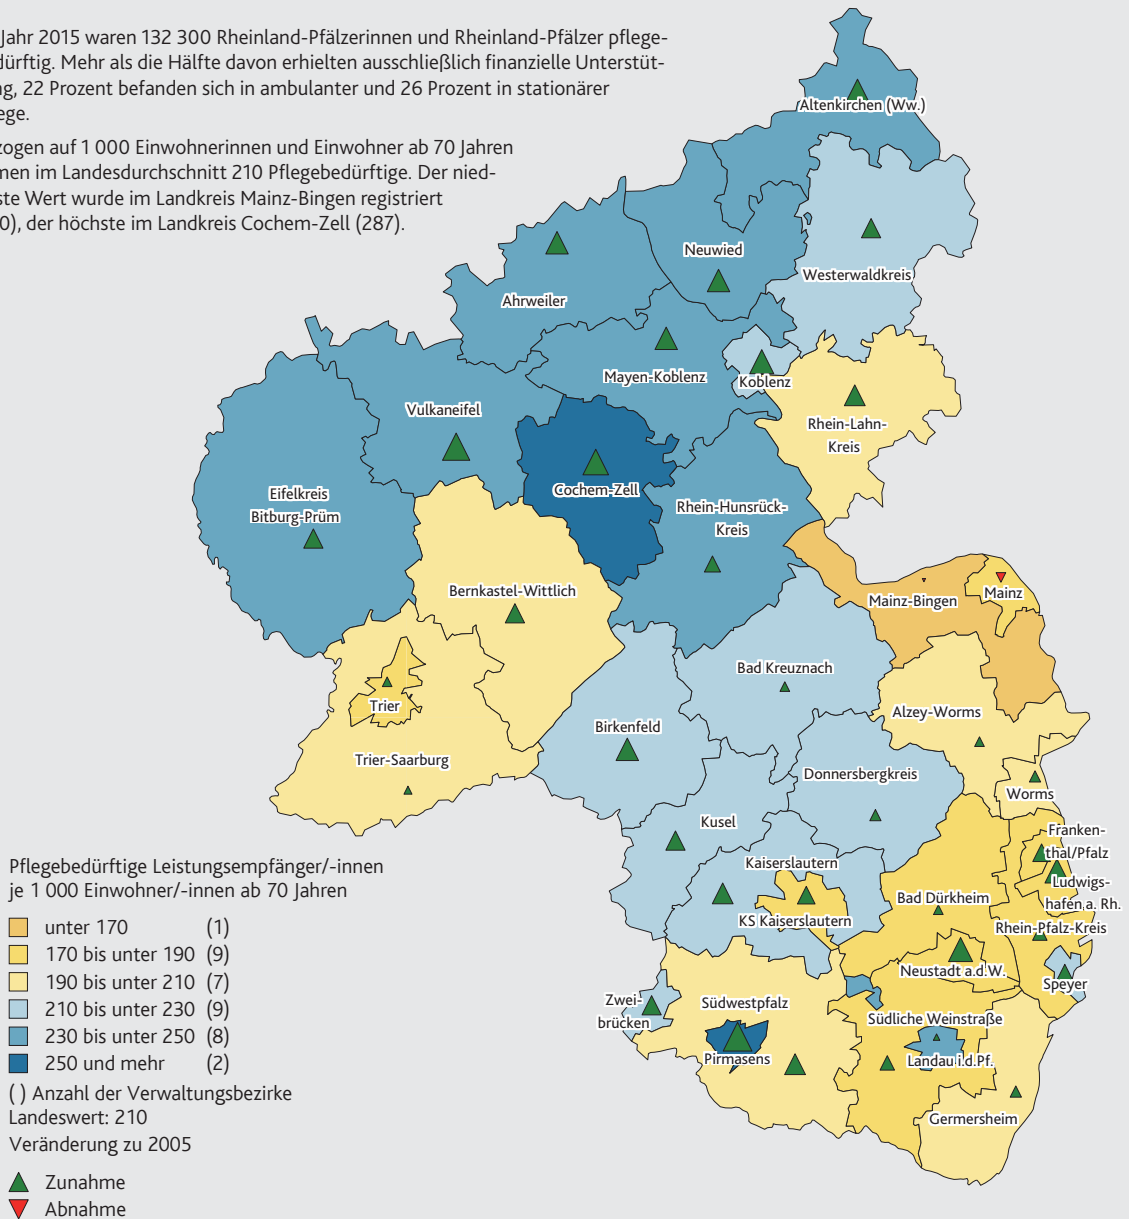 Jahr 2015 waren 132 300 Rheinland-Pfälzerinnen und Rheinland-Pfälzer pflege-
dürftig. Mehr als die Hälfte davon erhielten ausschließlich finanzielle Unterstüt-
ng, 22 Prozent befanden sich in ambulanter und 26 Prozent in stationärer
ege.
zogen auf 1 000 Einwohnerinnen und Einwohner ab 70 Jahren
men im Landesdurchschnitt 210 Pflegebedürftige. Der nied-
ste Wert wurde im Landkreis Mainz-Bingen registriert
0), der höchste im Landkreis Cochem-Zell (287).
Altenkirchen (Ww.)
Neuwied
Westerwaldkreis
Ahrweiler
Mayen-Koblenz
Koblenz
Vulkaneifel
Rhein-Lahn-
Kreis
Cochem-Zell
Eifelkreis
Bitburg-Prüm
Rhein-Hunsrück-
Kreis
Bernkastel-Wittlich
Mainz-Bingen
Mainz
Bad Kreuznach
Trier
Alzey-Worms
Birkenfeld
Trier-Saarburg
Donnersbergkreis
Worms
Kusel
Franken-
thal/Pfalz
Kaiserslautern
Ludwigs-
hafen a. Rh.
Bad Dürkheim
KS Kaiserslautern
Rhein-Pfalz-Kreis
Neustadt a.d.W.
Speyer
Zwei-
brücken
Südwestpfalz
Südliche Weinstraße
Pirmasens
Landau i.d.Pf.
Germersheim
Pflegebedürftige Leistungsempfänger/-innen
je 1 000 Einwohner/-innen ab 70 Jahren
unter 170 (1)
170 bis unter 190 (9)
190 bis unter 210 (7)
210 bis unter 230 (9)
230 bis unter 250 (8)
250 und mehr (2)
( ) Anzahl der Verwaltungsbezirke
Landeswert: 210
Veränderung zu 2005
Zunahme
Abnahme